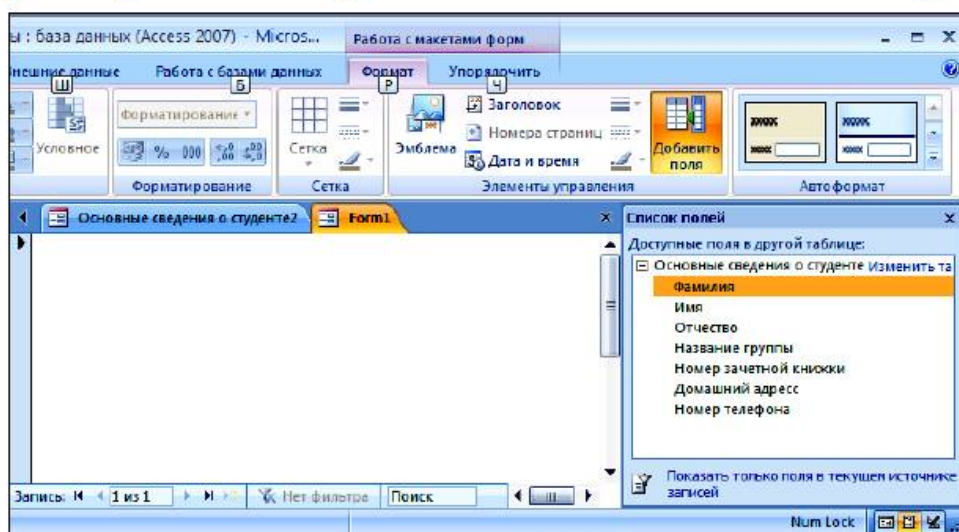 ы : база данных (Access 2007) - Micros...
Работа с макетами форм
Внешние данные Работа с базами данных Формат Упорядочить
Ш Б Р Ч
Форматирование
Заголовок
Номера страниц
Условное
% 000
Сетка
Эмблема
Дата и время
Добавить поля
Форматирование
Сетка
Элементы управления
Автоформат
Основные сведения о студенте2
Form1
Список полей
Доступные поля в другой таблице:
Основные сведения о студенте Изменить та
Фамилия
Имя
Отчество
Название группы
Номер зачетной книжки
Домашний адресс
Номер телефона
Показать только поля в текущем источнике
записей
Запись: 1 из 1
Нет фильтра
Поиск
Num Lock